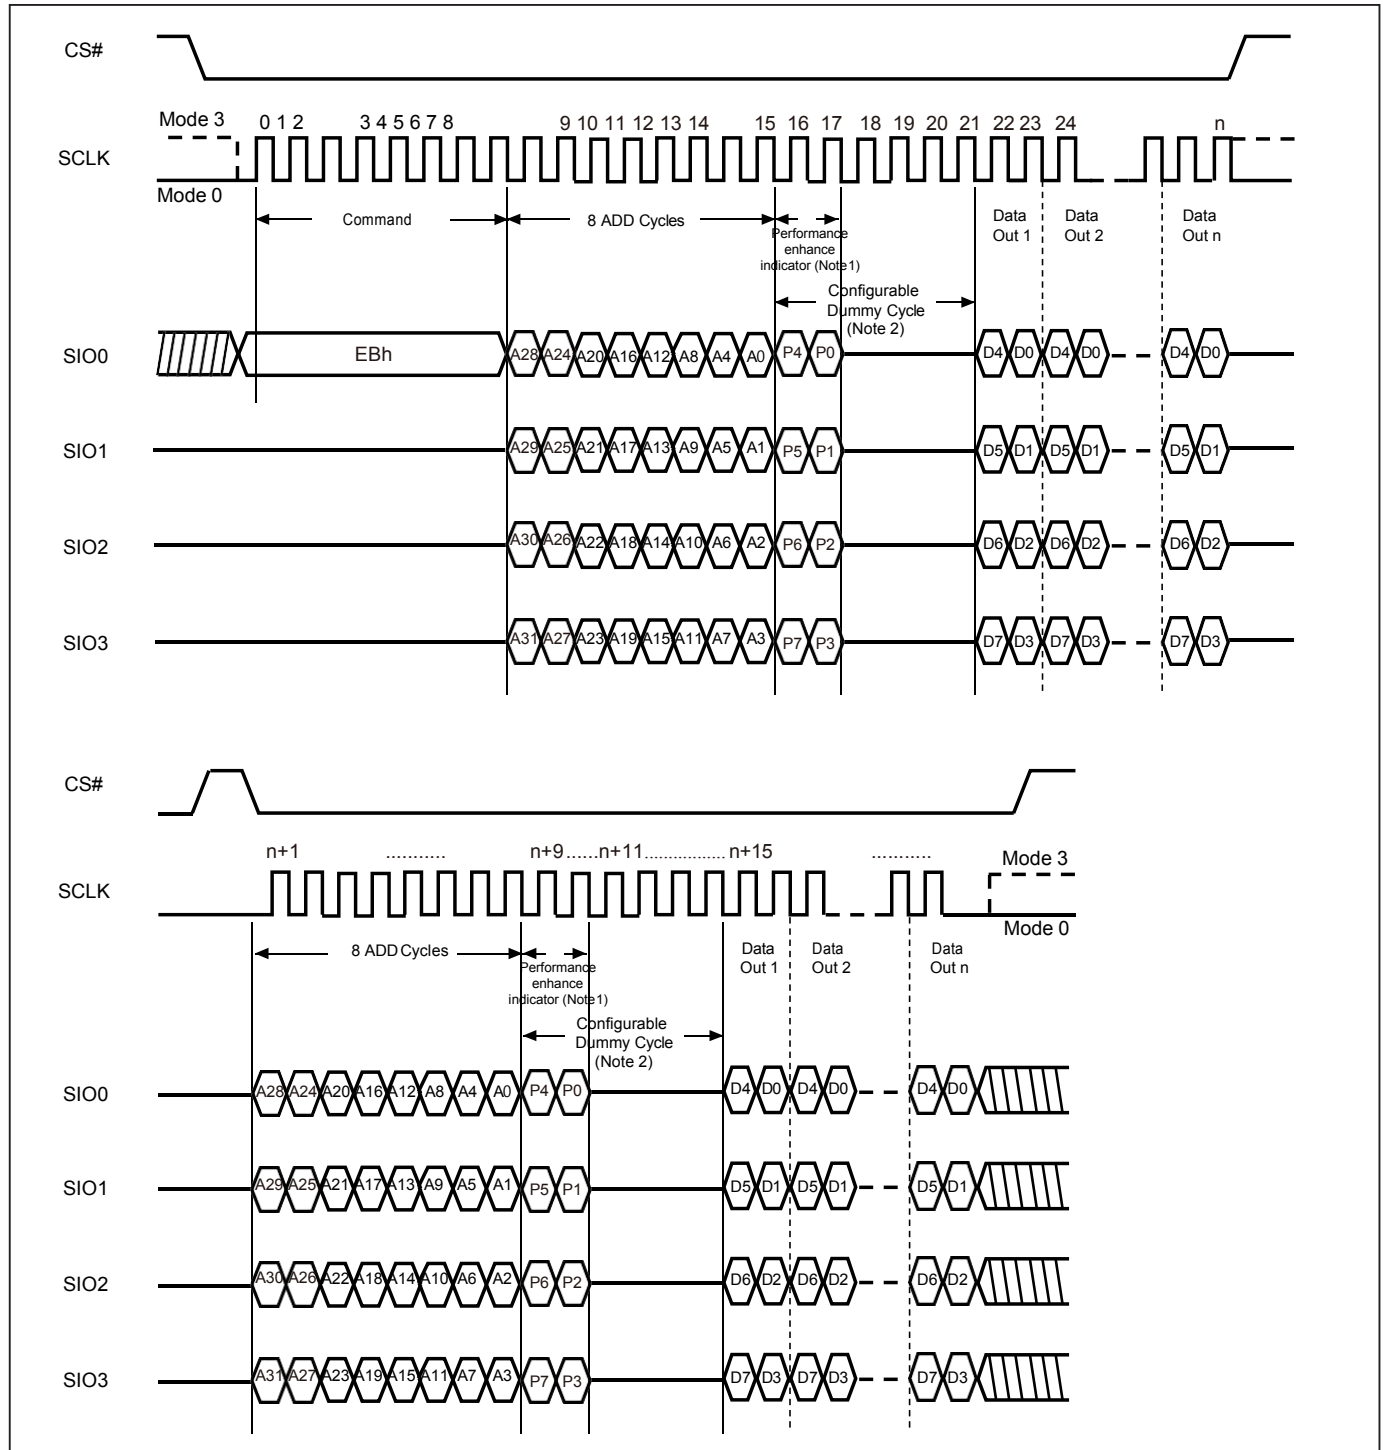 CS#
Mode 3
0 1 2 3 4 5 6 7 8 9 10 11 12 13 14 15 16 17 18 19 20 21 22 23 24 n
SCLK
Mode 0
Command
8 ADD Cycles
Performance
enhance
indicator (Note1)
Data
Out 1
Data
Out 2
Data
Out n
Configurable
Dummy Cycle
(Note 2)
SIO0 EBh A28 A24 A20 A16 A12 A8 A4 A0 P4 P0 D4 D0 D4 D0 D4 D0
SIO1 A29 A25 A21 A17 A13 A9 A5 A1 P5 P1 D5 D1 D5 D1 D5 D1
SIO2 A30 A26 A22 A18 A14 A10 A6 A2 P6 P2 D6 D2 D6 D2 D6 D2
SIO3 A31 A27 A23 A19 A15 A11 A7 A3 P7 P3 D7 D3 D7 D3 D7 D3
CS#
n+1 ........... n+9......n+11................n+15 ..........
Mode 3
SCLK
Mode 0
8 ADD Cycles
Performance
enhance
indicator (Note1)
Data
Out 1
Data
Out 2
Data
Out n
Configurable
Dummy Cycle
(Note 2)
SIO0 A28 A24 A20 A16 A12 A8 A4 A0 P4 P0 D4 D0 D4 D0 D4 D0
SIO1 A29 A25 A21 A17 A13 A9 A5 A1 P5 P1 D5 D1 D5 D1 D5 D1
SIO2 A30 A26 A22 A18 A14 A10 A6 A2 P6 P2 D6 D2 D6 D2 D6 D2
SIO3 A31 A27 A23 A19 A15 A11 A7 A3 P7 P3 D7 D3 D7 D3 D7 D3